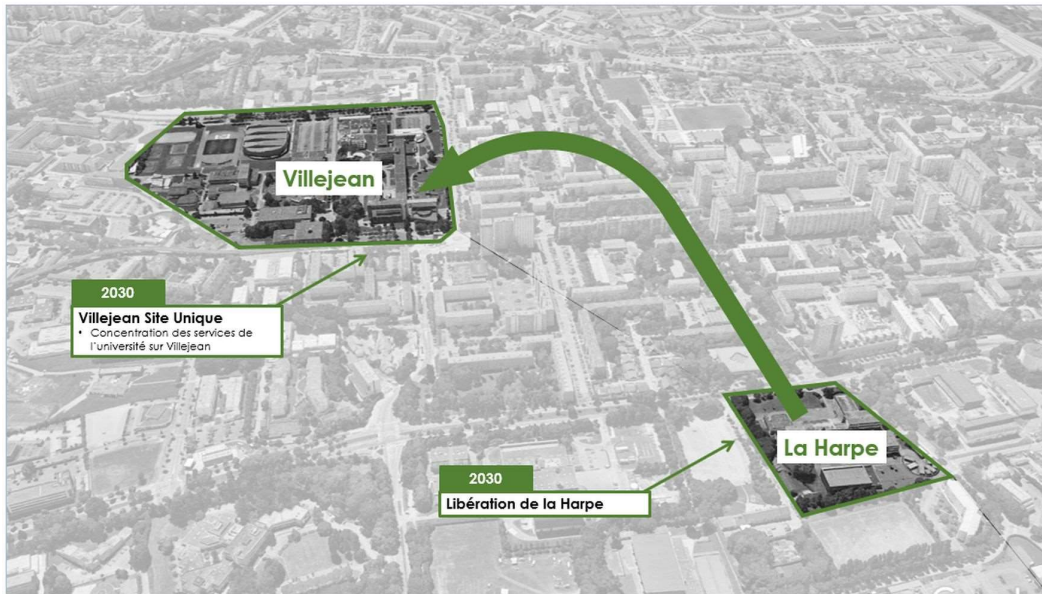 Villejean
2030
Villejean Site Unique
• Concentration des services de
l'université sur Villejean
La Harpe
2030
Libération de la Harpe